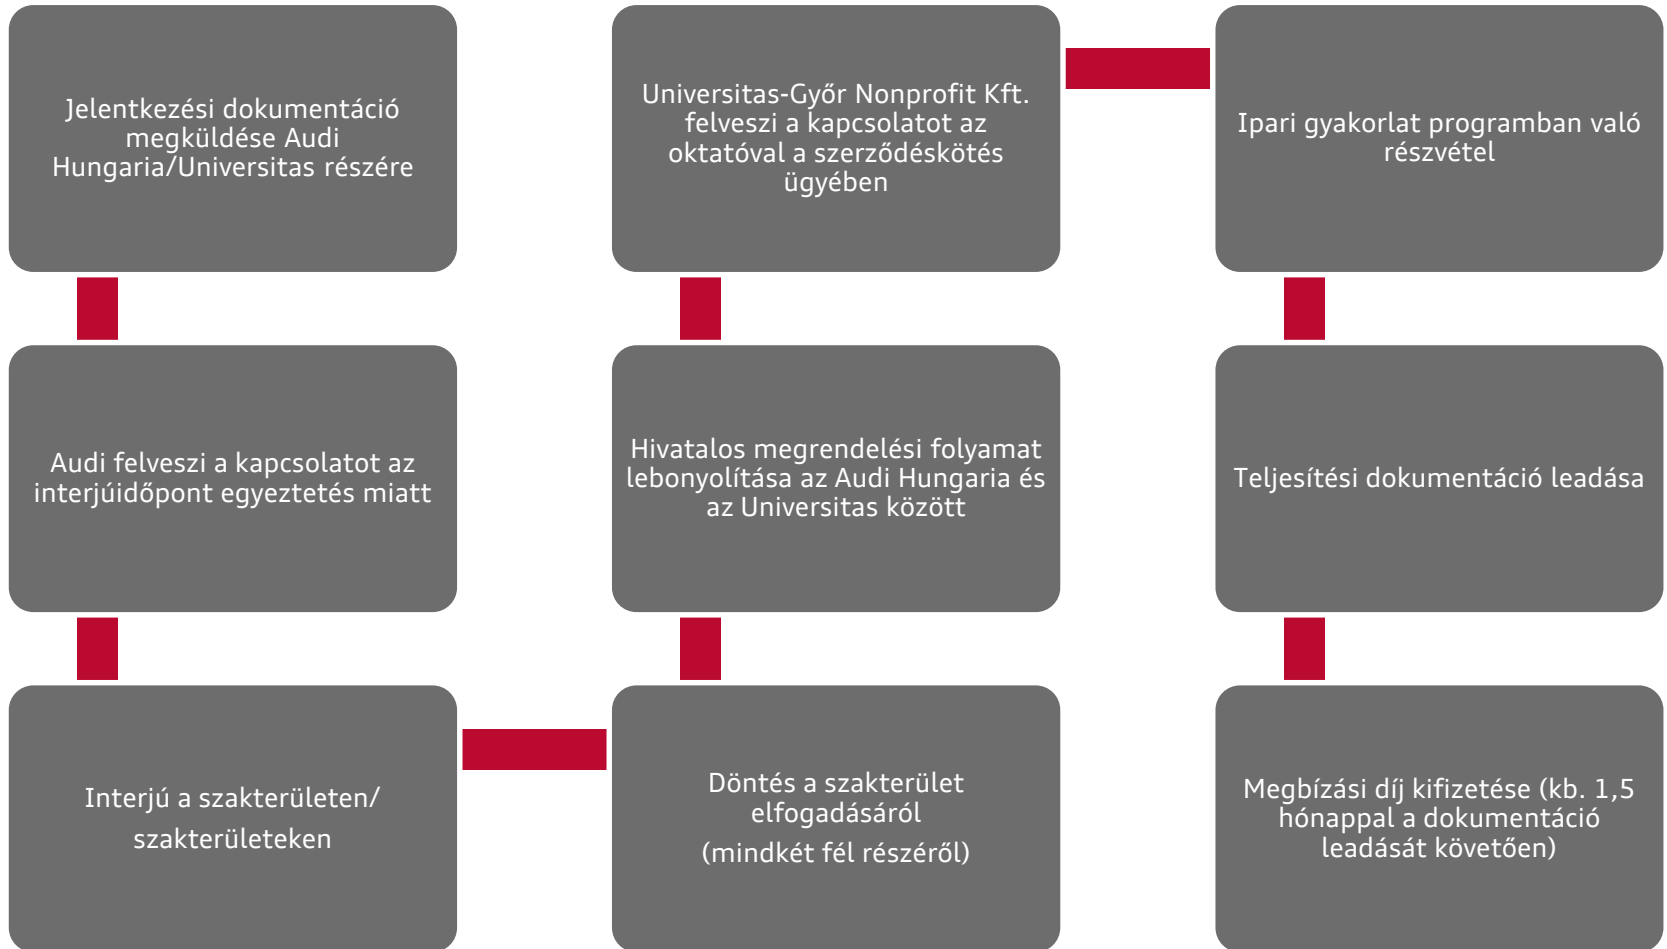 Jelentkezési dokumentáció
megküldése Audi
Hungaria/Universitas részére
Audi felveszi a kapcsolatot az
interjúidőpont egyeztetés miatt
Interjú a szakterületen/
szakterületeken
Döntés a szakterület
elfogadásáról
(mindkét fél részéről)
Hivatalos megrendelési folyamat
lebonyolítása az Audi Hungaria és
az Universitas között
Universitas-Győr Nonprofit Kft.
felveszi a kapcsolatot az
oktatóval a szerződéskötés
ügyében
Ipari gyakorlat programban való
részvétel
Teljesítési dokumentáció leadása
Megbízási díj kifizetése (kb. 1,5
hónappal a dokumentáció
leadását követően)